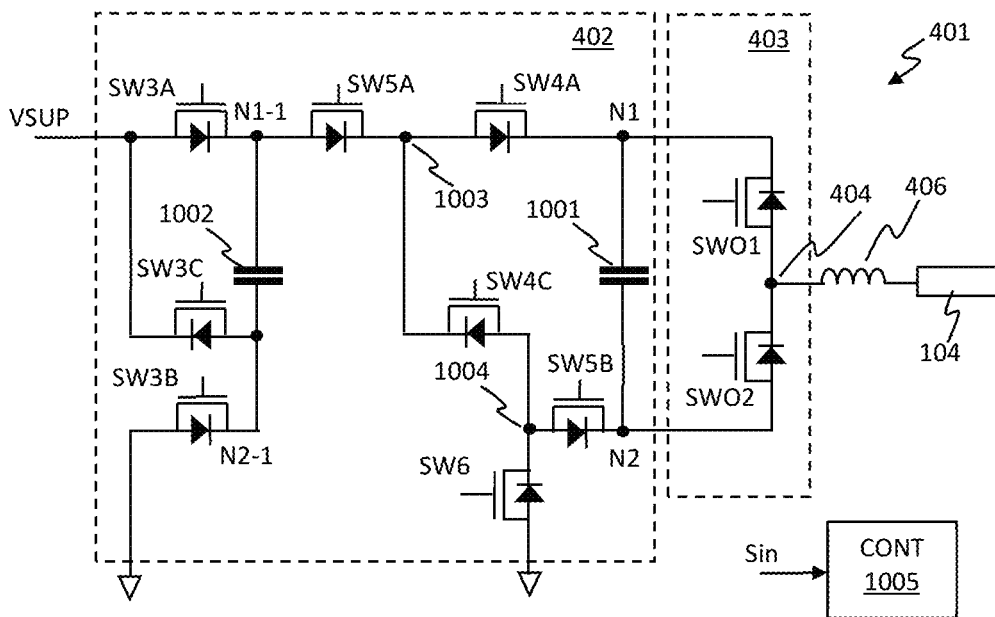 402
403
401
SW3A
SW5A
SW4A
VSUP
N1-1
N1
1003
404
406
1002
1001
SWO1
SW3C
SW4C
104
SW3B
1004
SW5B
SWO2
N2-1
N2
SW6
Sin
CONT
1005